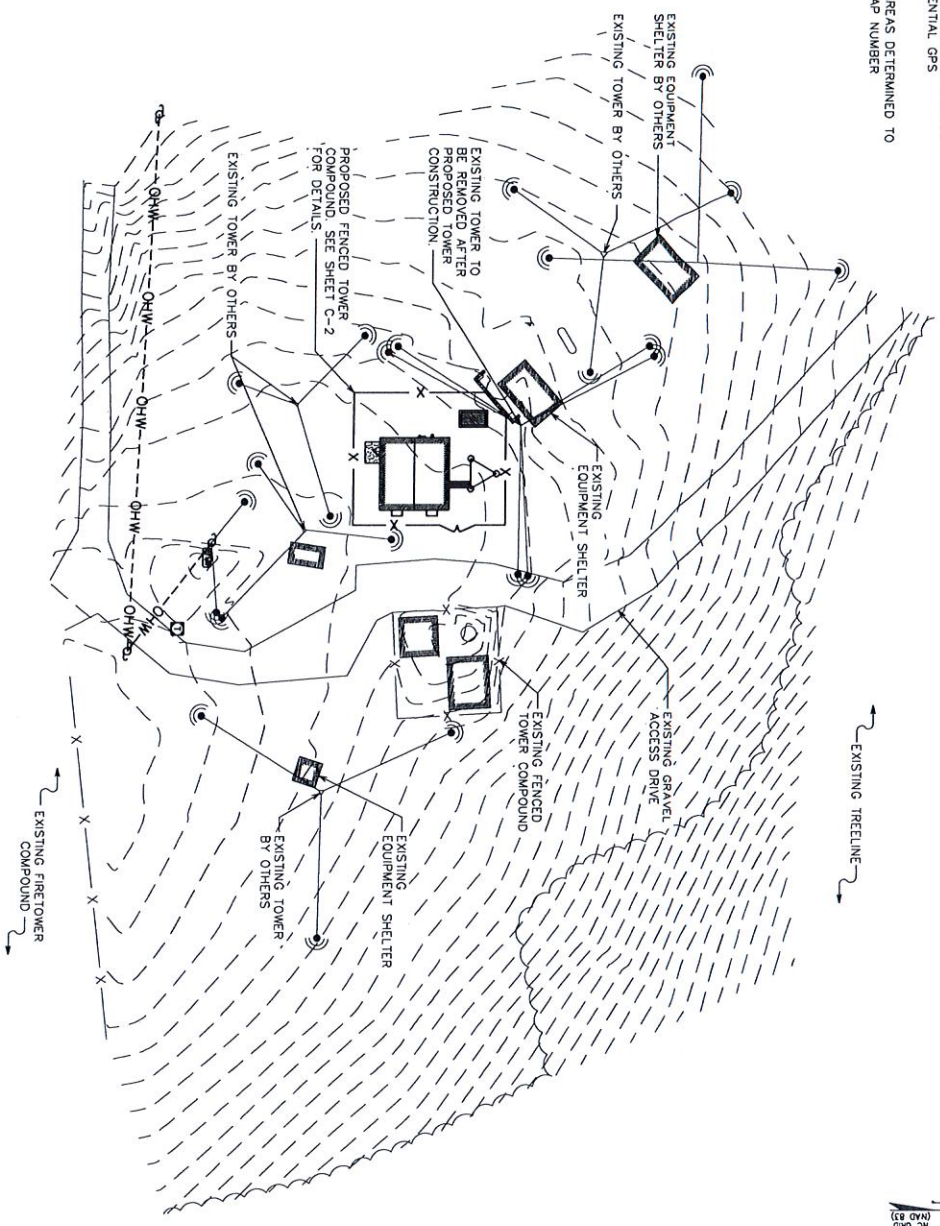 ENTIAL GPS
REAS DETERMINED TO
AP NUMBER
EXISTING EQUIPMENT
SHELTER BY OTHERS
EXISTING TOWER BY OTHERS
EXISTING TOWER TO
BE REMOVED AFTER
PROPOSED TOWER
CONSTRUCTION.
PROPOSED FENCED TOWER
COMPOUND. SEE SHEET C-2
FOR DETAILS.
EXISTING TOWER BY OTHERS
EXISTING
EQUIPMENT SHELTER
EXISTING GRAVEL
ACCESS DRIVE
EXISTING FENCED
TOWER COMPOUND
EXISTING
EQUIPMENT SHELTER
EXISTING TOWER
BY OTHERS
EXISTING TREELINE
EXISTING FIRETOWER
COMPOUND
OHW
OHW
OHW
OHW
OHW
OHW
X
X
X
X
X
X
X
X
X
X
X
T
NC GRID
(NAD 83)